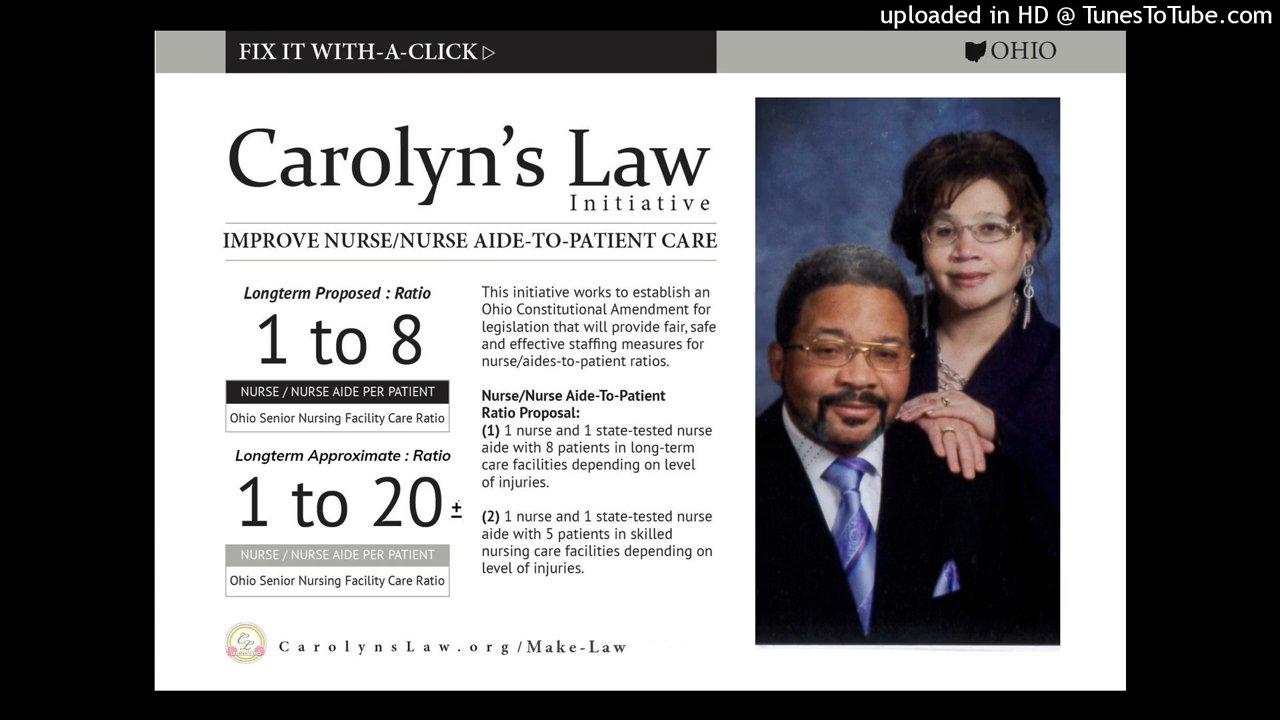 uploaded in HD @ TunesToTube.com
FIX IT WITH-A-CLICK
OHIO
Carolyn's Law
Initiative
IMPROVE NURSE/NURSE AIDE-TO-PATIENT CARE
Longterm Proposed : Ratio
1 to 8
NURSE / NURSE AIDE PER PATIENT
Ohio Senior Nursing Facility Care Ratio
Longterm Approximate : Ratio
1 to 20 ±
NURSE / NURSE AIDE PER PATIENT
Ohio Senior Nursing Facility Care Ratio
This initiative works to establish an
Ohio Constitutional Amendment for
legislation that will provide fair, safe
and effective staffing measures for
nurse/aides-to-patient ratios.
Nurse/Nurse Aide-To-Patient
Ratio Proposal:
(1) 1 nurse and 1 state-tested nurse
aide with 8 patients in long-term
care facilities depending on level
of injuries.
(2) 1 nurse and 1 state-tested nurse
aide with 5 patients in skilled
nursing care facilities depending on
level of injuries.
CarolynsLaw.org/Make-Law